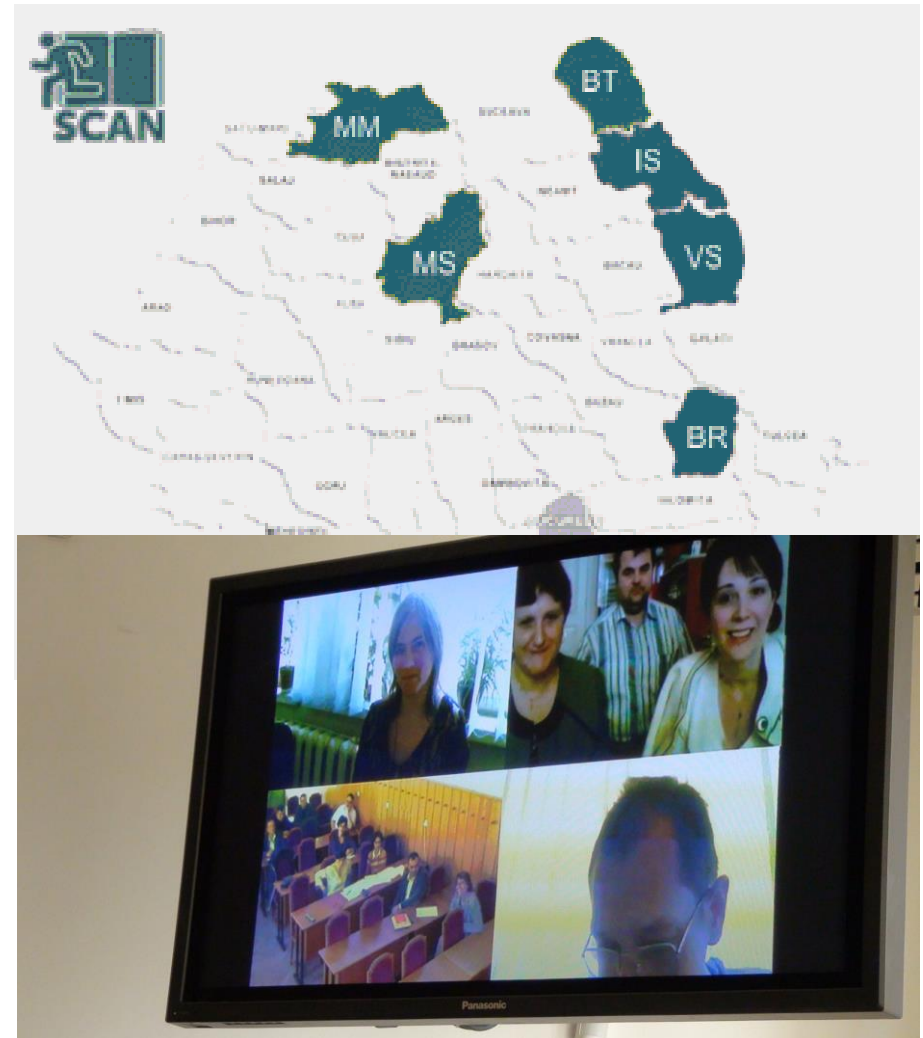 SCAN
BT
MM
SUCEAVA
SATU-MARE
IS
BISTRITA-
NASAUD
SALAJ
NEAMT
BIHOR
CLUJ
VS
MS
BACAU
HARGHITA
ARAD
ALBA
SIBIU
BRASOV
COVASNA
VRANCEA
GALATI
HUNEDOARA
TIMIS
BUZAU
ARGES
VALCEA
PRAHOVA
BR
TULCEA
CARAS-SEVERIN
GORJ
DAMBOVITA
IALOMITA
Panasonic